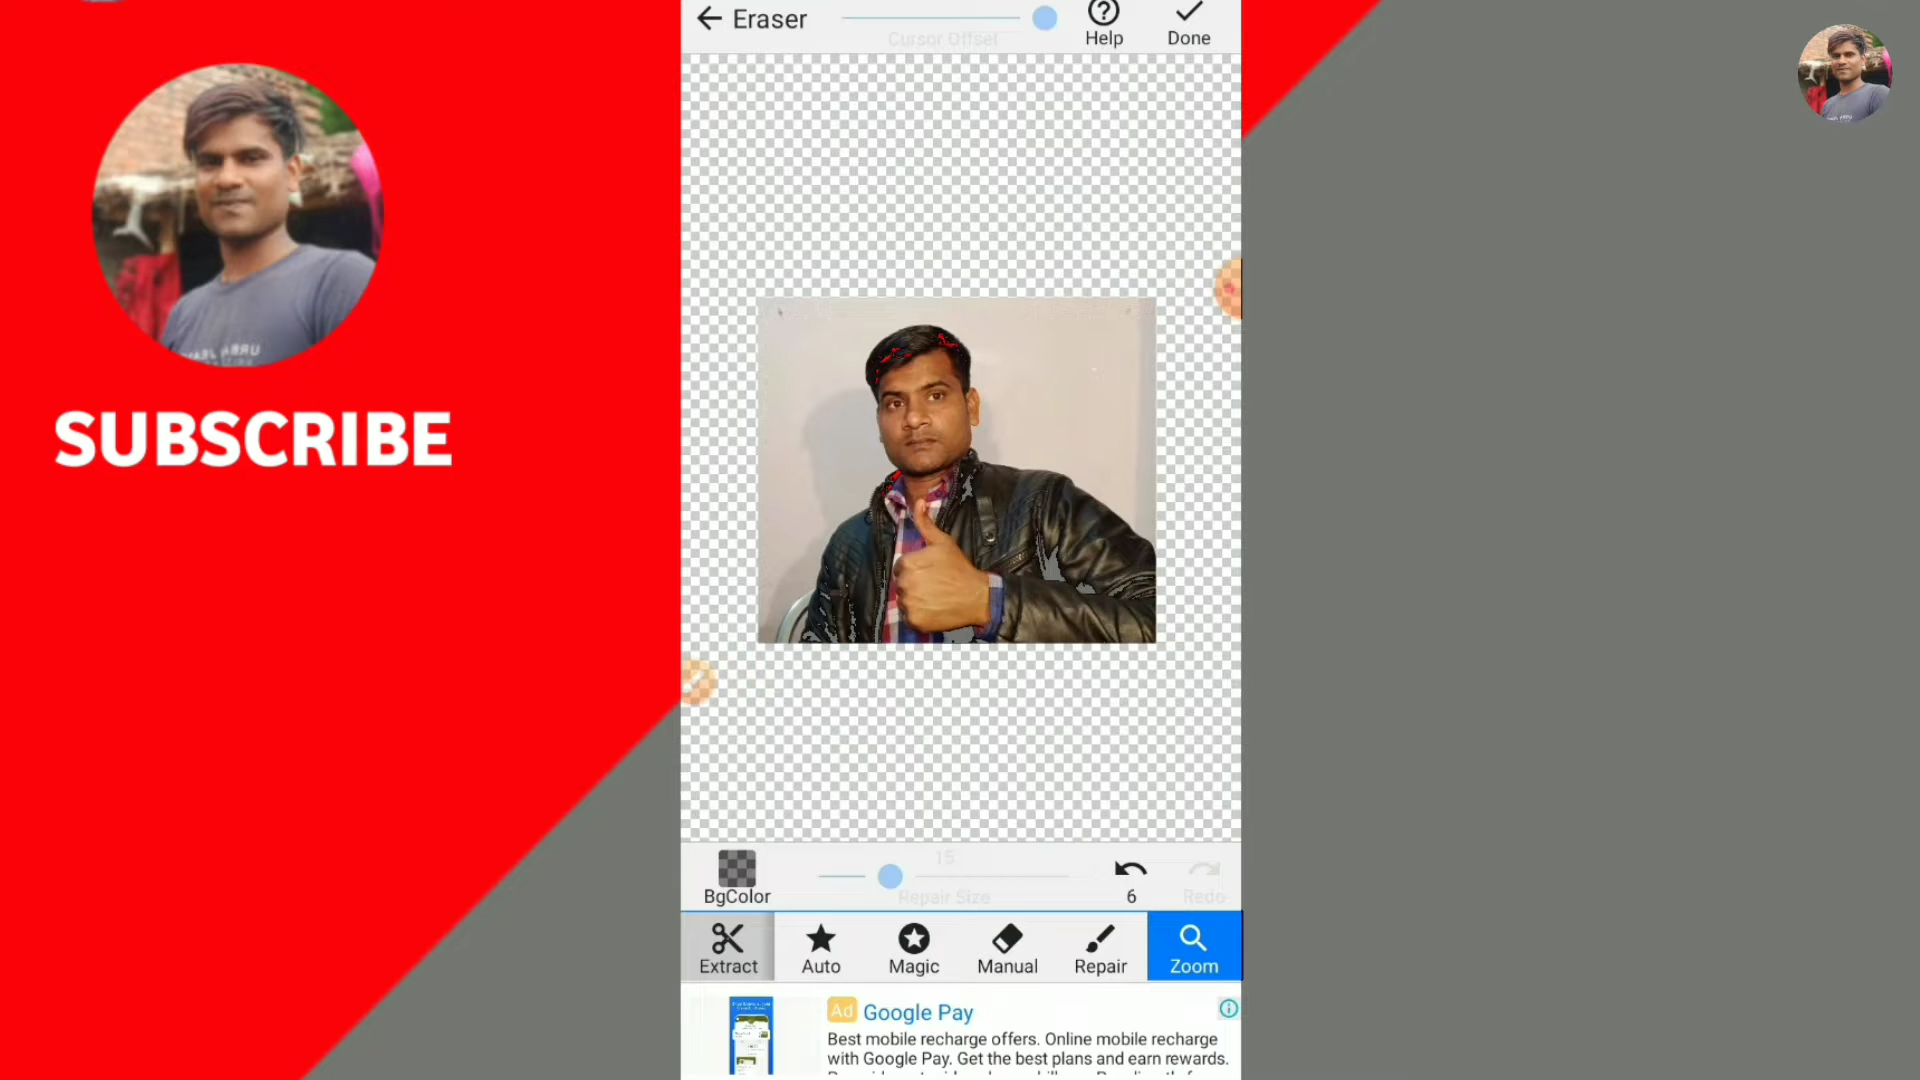 Eraser
Cursor Offset
Help
Done
SUBSCRIBE
15
BgColor
Repair Size
6
Redo
Extract
Auto
Magic
Manual
Repair
Zoom
Ad Google Pay
Best mobile recharge offers. Online mobile recharge
with Google Pay. Get the best plans and earn rewards.